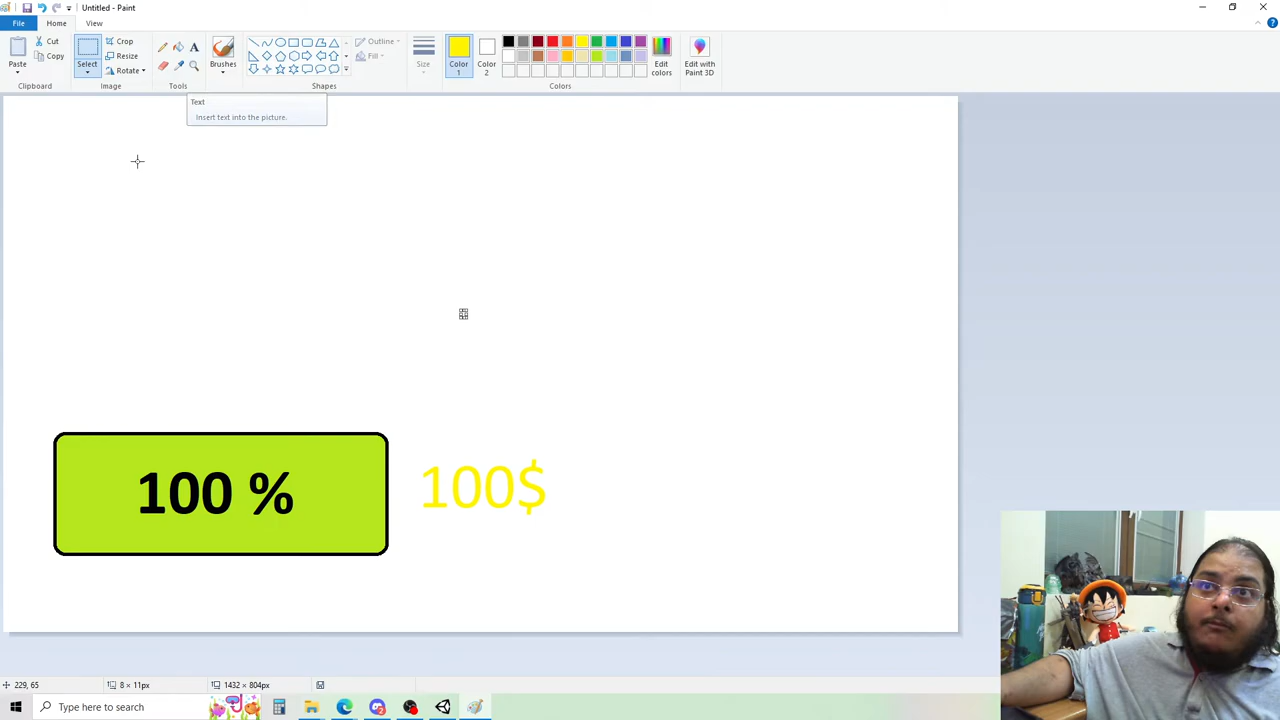 Untitled - Paint
File Home View
Paste
Cut
Copy
Clipboard
Select
Crop
Resize
Rotate
Image
A
Tools
Brushes
Outline
Fill
Shapes
Size
Color 1
Color 2
Edit colors
Colors
Edit with Paint 3D
Text
Insert text into the picture.
100 %
100$
229, 65
8 × 11px
1432 × 804px
Type here to search